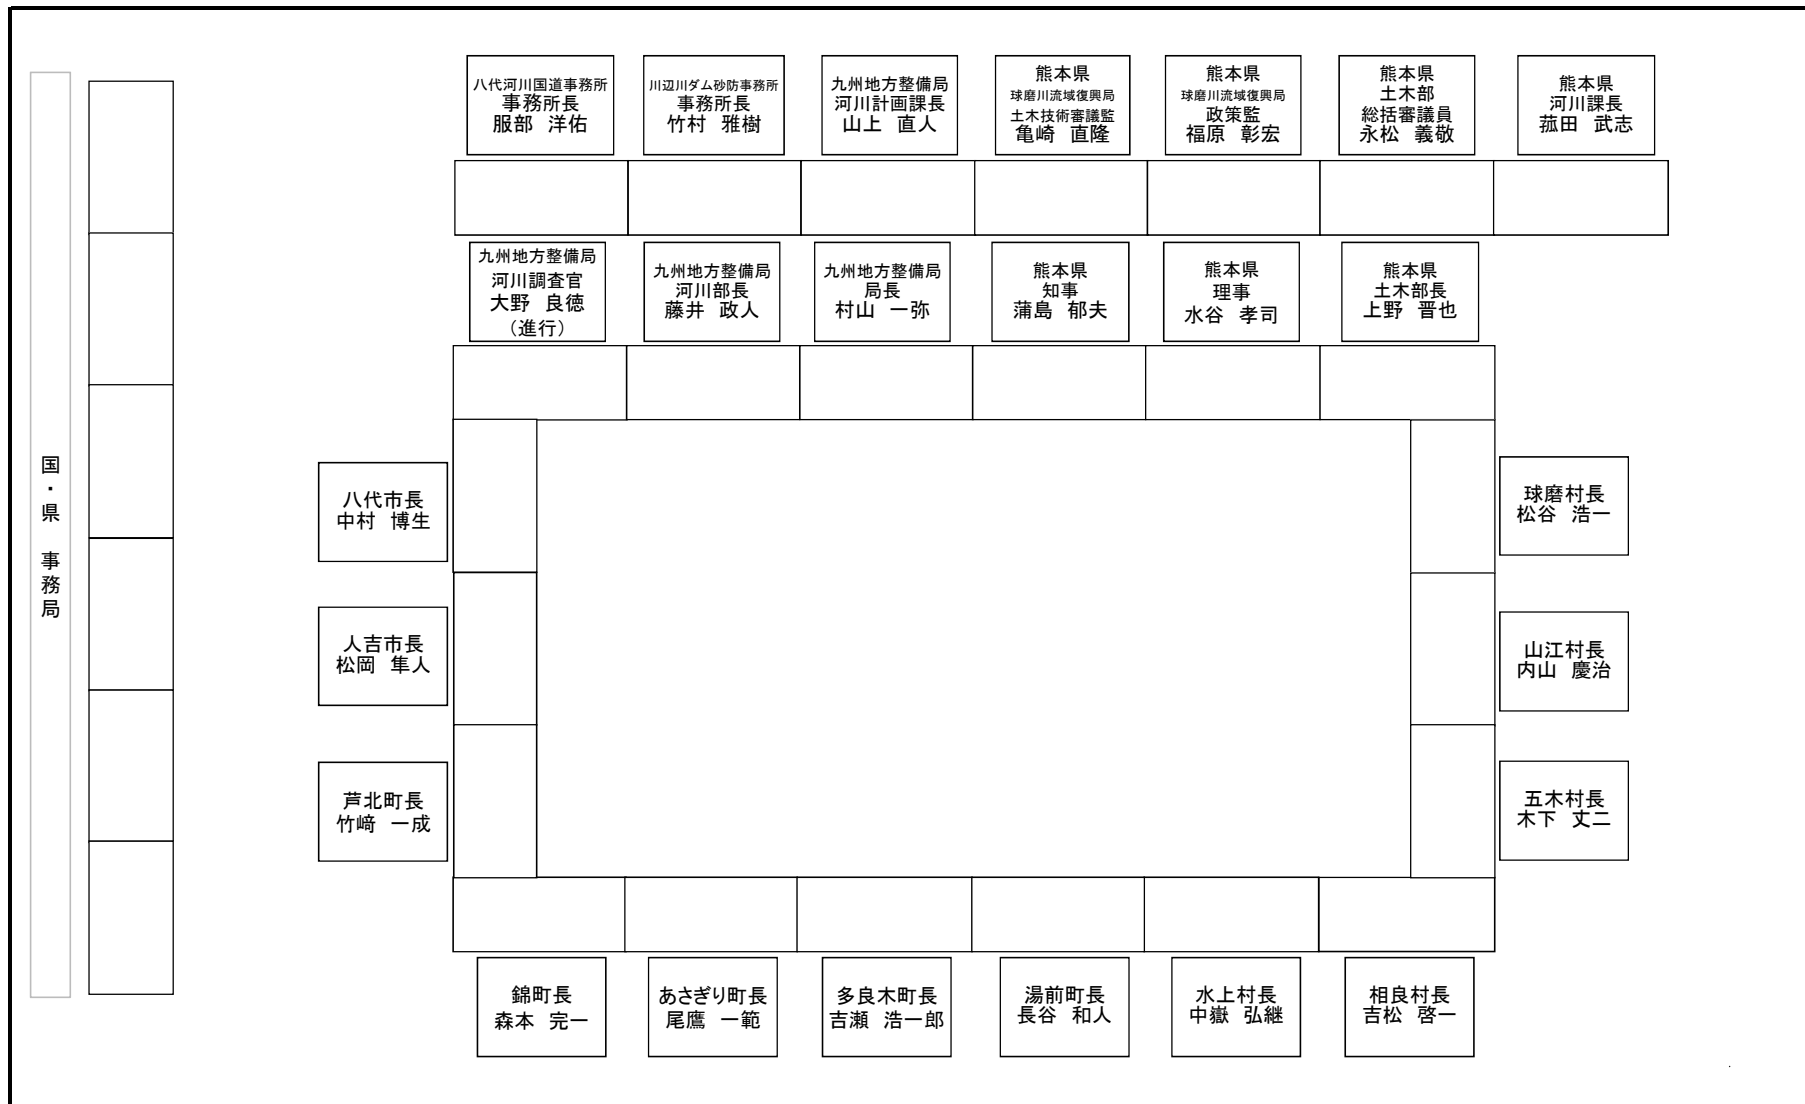 八代河川国道事務所
事務所長
服部 洋佑
川辺川ダム砂防事務所
事務所長
竹村 雅樹
九州地方整備局
河川計画課長
山上 直人
熊本県
球磨川流域復興局
土木技術審議監
亀崎 直隆
熊本県
球磨川流域復興局
政策監
福原 彰宏
熊本県
土木部
総括審議員
永松 義敬
熊本県
河川課長
菰田 武志
九州地方整備局
河川調査官
大野 良徳
(進行)
九州地方整備局
河川部長
藤井 政人
九州地方整備局
局長
村山 一弥
熊本県
知事
蒲島 郁夫
熊本県
理事
水谷 孝司
熊本県
土木部長
上野 晋也
国・県 事務局
八代市長
中村 博生
球磨村長
松谷 浩一
人吉市長
松岡 隼人
山江村長
内山 慶治
芦北町長
竹﨑 一成
五木村長
木下 丈二
錦町長
森本 完一
あさぎり町長
尾鷹 一範
多良木町長
吉瀬 浩一郎
湯前町長
長谷 和人
水上村長
中嶽 弘継
相良村長
吉松 啓一